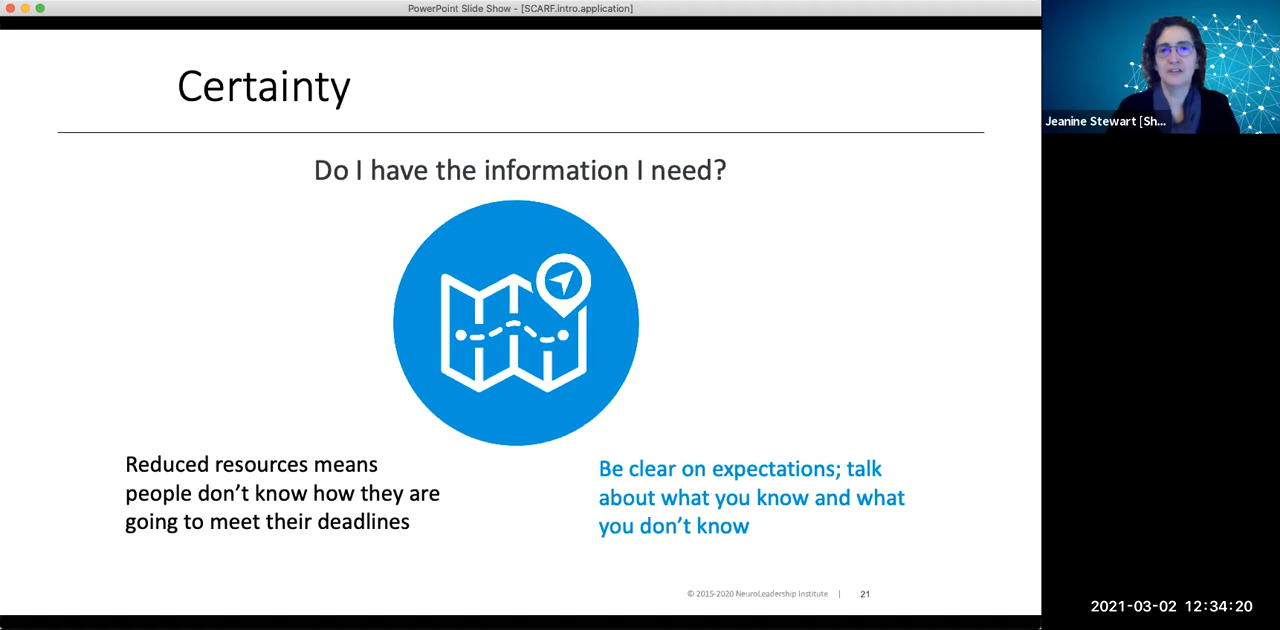 PowerPoint Slide Show - [SCARF.intro.application]
Certainty
Do I have the information I need?
Reduced resources means
people don’t know how they are
going to meet their deadlines
Be clear on expectations; talk
about what you know and what
you don’t know
© 2015-2020 NeuroLeadership Institute | 21
Jeanine Stewart [Sh...
2021-03-02 12:34:20